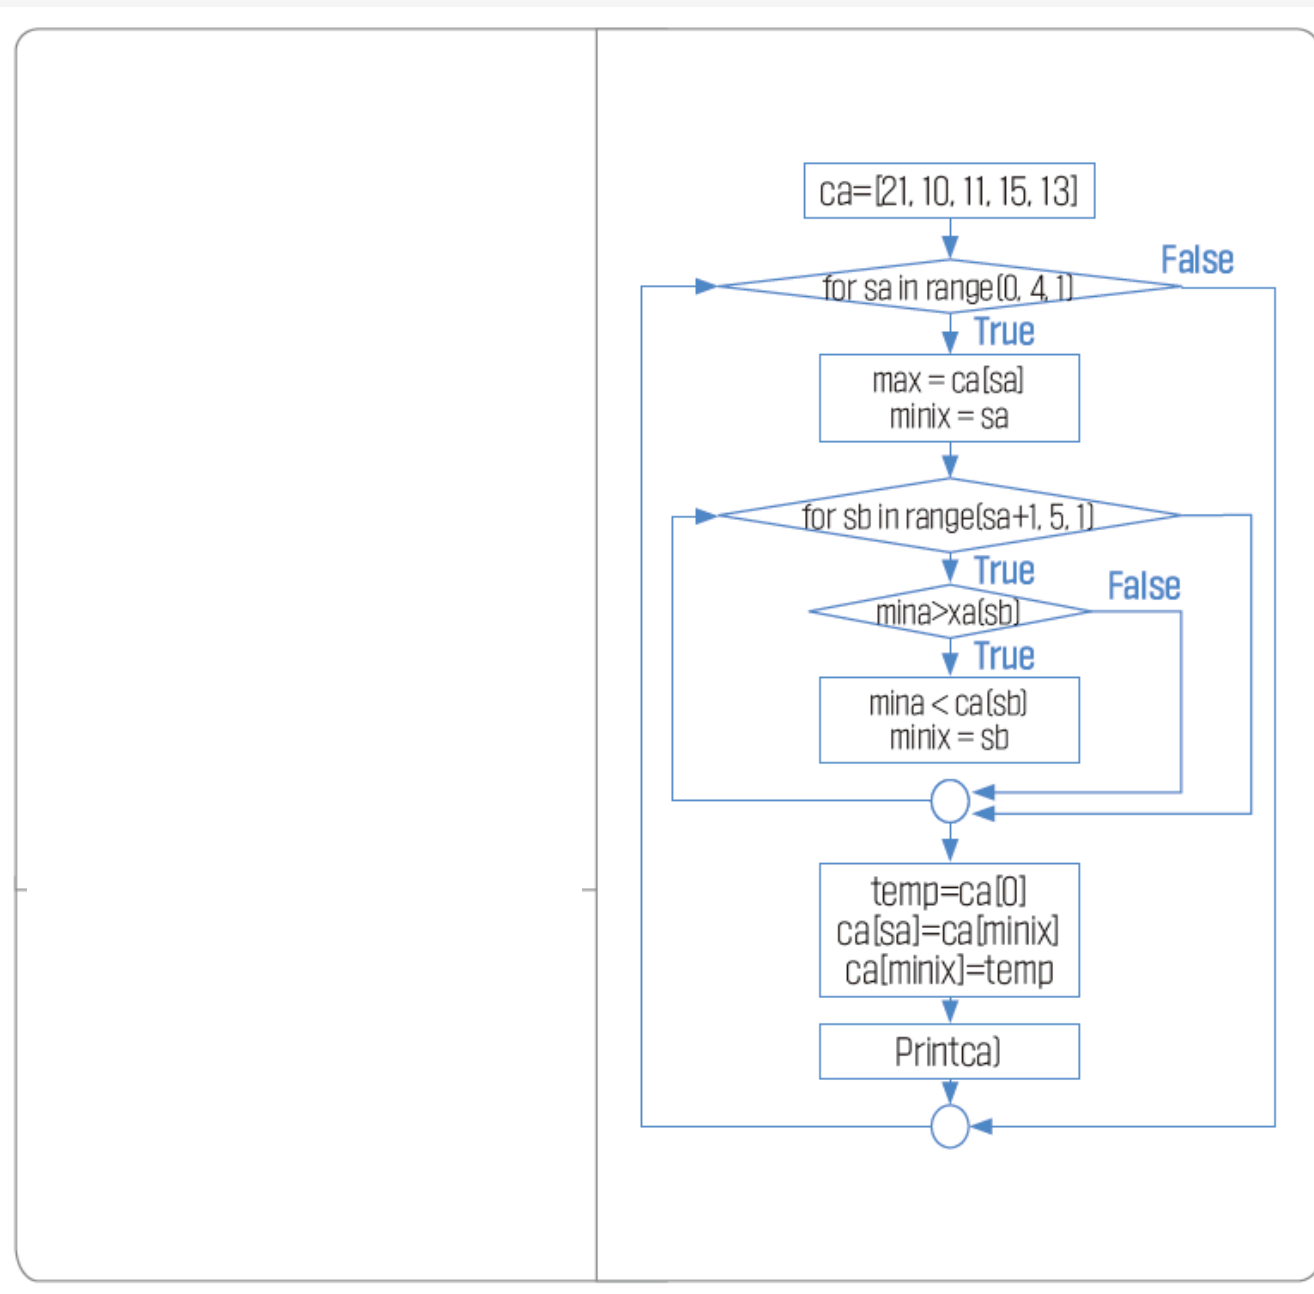 ca=[21, 10, 11, 15, 13]
False
for sa in range(0, 4, 1)
True
max = ca[sa]
minix = sa
for sb in range(sa+1, 5, 1)
True
False
mina>xa(sb)
True
mina < ca(sb)
minix = sb
temp=ca[0]
ca[sa]=ca[minix]
ca[minix]=temp
Printca)